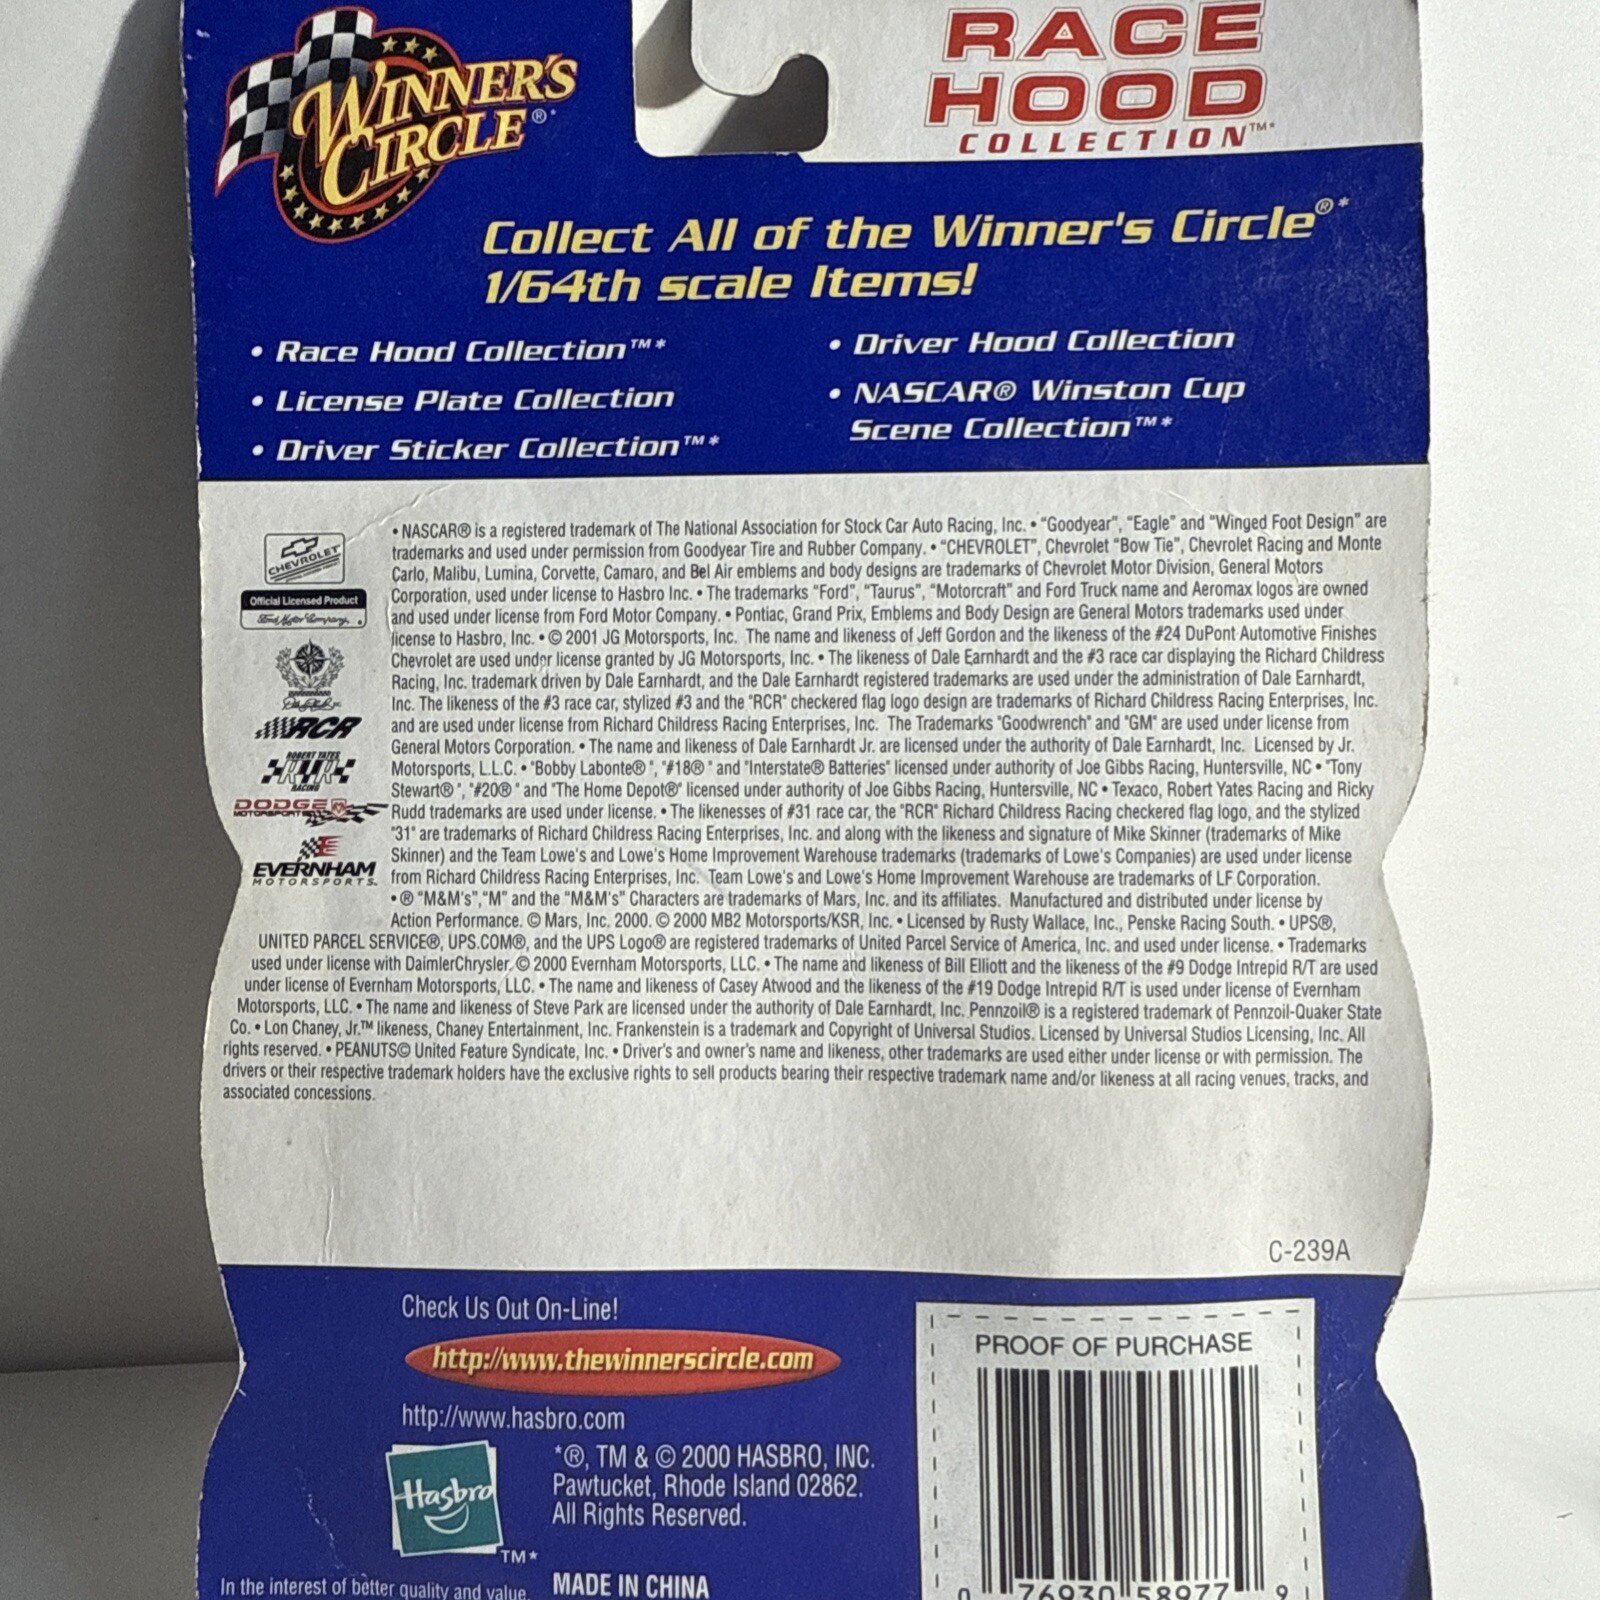 WINNER'S
CIRCLE®*
RACE
HOOD
COLLECTION™*
Collect All of the Winner's Circle®*
1/64th scale Items!
• Race Hood Collection™*
• License Plate Collection
• Driver Sticker Collection™*
• Driver Hood Collection
• NASCAR® Winston Cup
Scene Collection™*
CHEVROLET
Official Licensed Product
Ford Motor Company
RCR
ROBERT YATES
RYR
RACING
DODGE
MOTORSPORTS
EVERNHAM
MOTORSPORTS
• NASCAR® is a registered trademark of The National Association for Stock Car Auto Racing, Inc. • “Goodyear”, “Eagle” and “Winged Foot Design” are
trademarks and used under permission from Goodyear Tire and Rubber Company. • “CHEVROLET”, Chevrolet “Bow Tie”, Chevrolet Racing and Monte
Carlo, Malibu, Lumina, Corvette, Camaro, and Bel Air emblems and body designs are trademarks of Chevrolet Motor Division, General Motors
Corporation, used under license to Hasbro Inc. • The trademarks “Ford”, “Taurus”, “Motorcraft” and Ford Truck name and Aeromax logos are owned
and used under license from Ford Motor Company. • Pontiac, Grand Prix, Emblems and Body Design are General Motors trademarks used under
license to Hasbro, Inc. • © 2001 JG Motorsports, Inc. The name and likeness of Jeff Gordon and the likeness of the #24 DuPont Automotive Finishes
Chevrolet are used under license granted by JG Motorsports, Inc. • The likeness of Dale Earnhardt and the #3 race car displaying the Richard Childress
Racing, Inc. trademark driven by Dale Earnhardt, and the Dale Earnhardt registered trademarks are used under the administration of Dale Earnhardt,
Inc. The likeness of the #3 race car, stylized #3 and the "RCR" checkered flag logo design are trademarks of Richard Childress Racing Enterprises, Inc.
and are used under license from Richard Childress Racing Enterprises, Inc. The Trademarks "Goodwrench" and "GM" are used under license from
General Motors Corporation. • The name and likeness of Dale Earnhardt Jr. are licensed under the authority of Dale Earnhardt, Inc. Licensed by Jr.
Motorsports, L.L.C. • "Bobby Labonte® ", "#18® " and "Interstate® Batteries" licensed under authority of Joe Gibbs Racing, Huntersville, NC • "Tony
Stewart® ", "#20® " and "The Home Depot®" licensed under authority of Joe Gibbs Racing, Huntersville, NC • Texaco, Robert Yates Racing and Ricky
Rudd trademarks are used under license. • The likenesses of #31 race car, the "RCR" Richard Childress Racing checkered flag logo, and the stylized
"31" are trademarks of Richard Childress Racing Enterprises, Inc. and along with the likeness and signature of Mike Skinner (trademarks of Mike
Skinner) and the Team Lowe's and Lowe's Home Improvement Warehouse trademarks (trademarks of Lowe's Companies) are used under license
from Richard Childress Racing Enterprises, Inc. Team Lowe's and Lowe's Home Improvement Warehouse are trademarks of LF Corporation.
• ® “M&M's”,“M” and the “M&M's” Characters are trademarks of Mars, Inc. and its affiliates. Manufactured and distributed under license by
Action Performance. © Mars, Inc. 2000. © 2000 MB2 Motorsports/KSR, Inc. • Licensed by Rusty Wallace, Inc., Penske Racing South. • UPS®,
UNITED PARCEL SERVICE®, UPS.COM®, and the UPS Logo® are registered trademarks of United Parcel Service of America, Inc. and used under license. • Trademarks
used under license with DaimlerChrysler. © 2000 Evernham Motorsports, LLC. • The name and likeness of Bill Elliott and the likeness of the #9 Dodge Intrepid R/T are used
under license of Evernham Motorsports, LLC. • The name and likeness of Casey Atwood and the likeness of the #19 Dodge Intrepid R/T is used under license of Evernham
Motorsports, LLC. • The name and likeness of Steve Park are licensed under the authority of Dale Earnhardt, Inc. Pennzoil® is a registered trademark of Pennzoil-Quaker State
Co. • Lon Chaney, Jr.™ likeness, Chaney Entertainment, Inc. Frankenstein is a trademark and Copyright of Universal Studios. Licensed by Universal Studios Licensing, Inc. All
rights reserved. • PEANUTS© United Feature Syndicate, Inc. • Driver's and owner's name and likeness, other trademarks are used either under license or with permission. The
drivers or their respective trademark holders have the exclusive rights to sell products bearing their respective trademark name and/or likeness at all racing venues, tracks, and
associated concessions.
C-239A
Check Us Out On-Line!
http://www.thewinnerscircle.com
http://www.hasbro.com
Hasbro
TM*
*®, TM & © 2000 HASBRO, INC.
Pawtucket, Rhode Island 02862.
All Rights Reserved.
In the interest of better quality and value,
MADE IN CHINA
PROOF OF PURCHASE
0 76930 58977 9